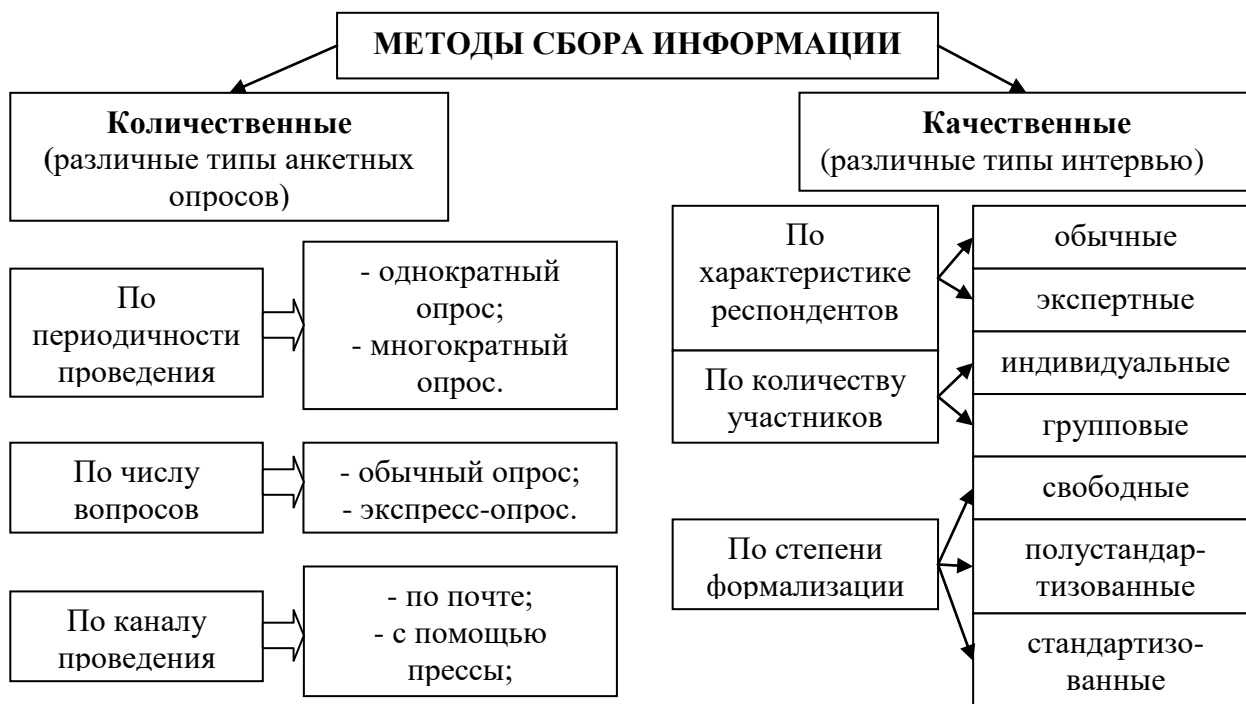 МЕТОДЫ СБОРА ИНФОРМАЦИИ
Количественные
(различные типы анкетных
опросов)
По
периодичности
проведения
- однократный
опрос;
- многократный
опрос.
По числу
вопросов
- обычный опрос;
- экспресс-опрос.
По каналу
проведения
- по почте;
- с помощью
прессы;
Качественные
(различные типы интервью)
По
характеристике
респондентов
обычные
экспертные
По количеству
участников
индивидуальные
групповые
По степени
формализации
свободные
полустандар-
тизованные
стандартизо-
ванные